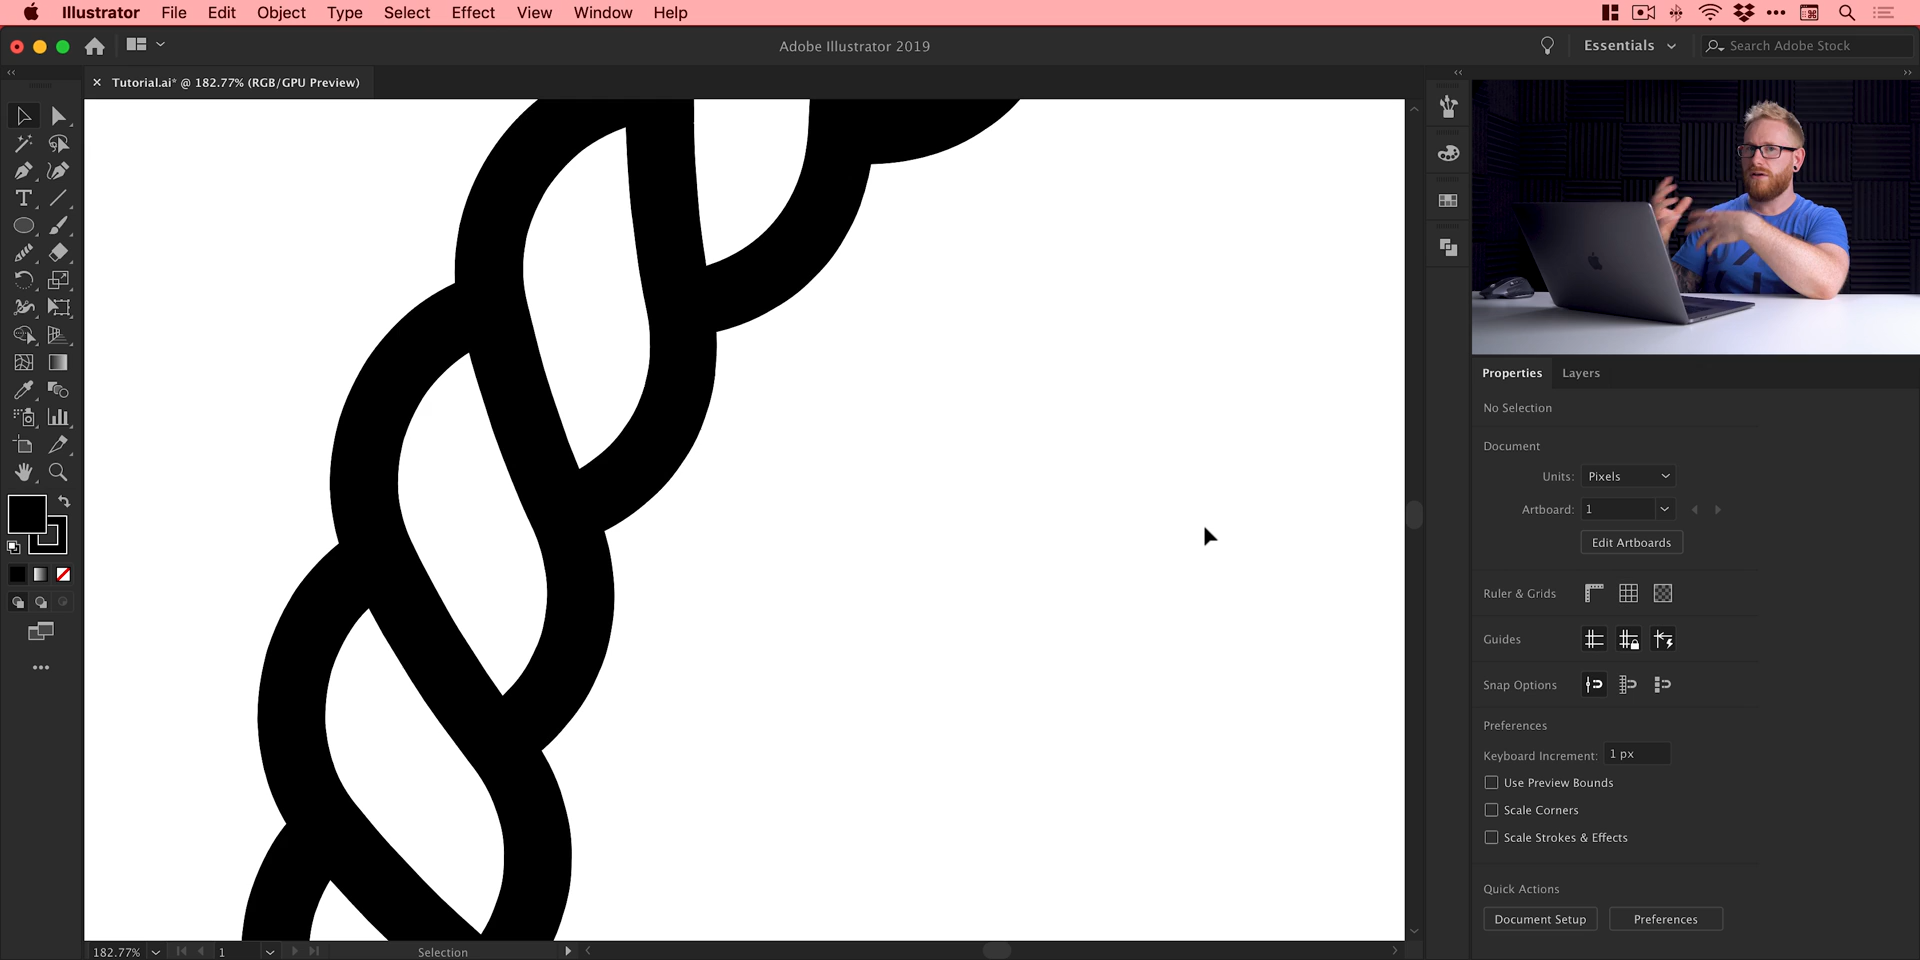 Illustrator File Edit Object Type Select Effect View Window Help
Adobe Illustrator 2019
Essentials
Search Adobe Stock
Tutorial.ai* @ 182.77% (RGB/GPU Preview)
Properties Layers
No Selection
Document
Units: Pixels
Artboard: 1
Edit Artboards
Ruler & Grids
Guides
Snap Options
Preferences
Keyboard Increment: 1 px
Use Preview Bounds
Scale Corners
Scale Strokes & Effects
Quick Actions
Document Setup Preferences
182.77% 1 Selection